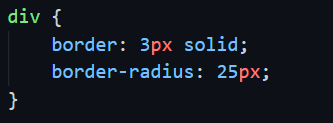 div {
    border: 3px solid;
    border-radius: 25px;
}